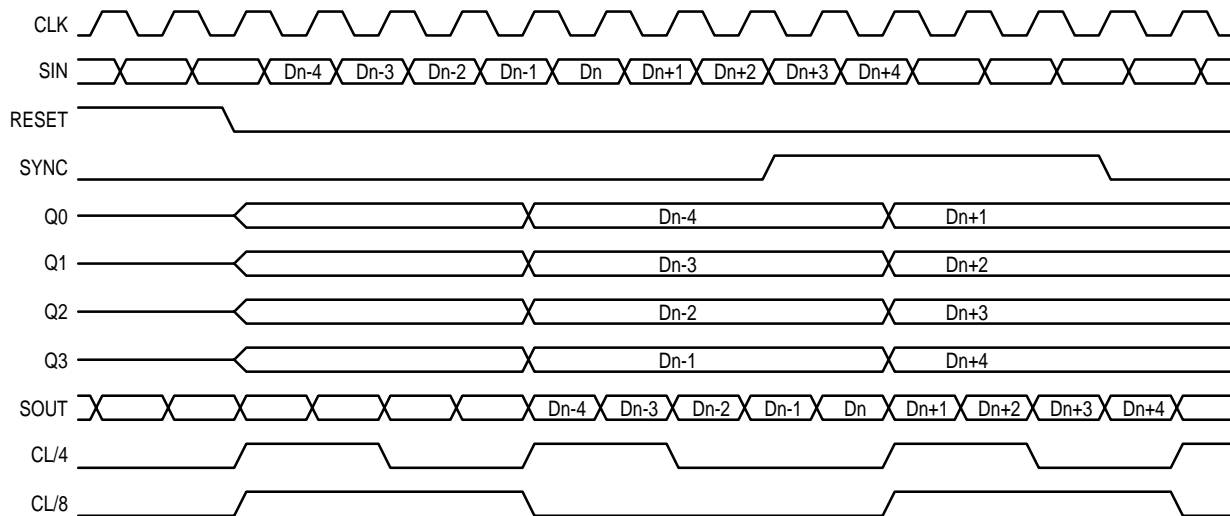 CLK
SIN Dn-4 Dn-3 Dn-2 Dn-1 Dn Dn+1 Dn+2 Dn+3 Dn+4
RESET
SYNC
Q0 Dn-4 Dn+1
Q1 Dn-3 Dn+2
Q2 Dn-2 Dn+3
Q3 Dn-1 Dn+4
SOUT Dn-4 Dn-3 Dn-2 Dn-1 Dn Dn+1 Dn+2 Dn+3 Dn+4
CL/4
CL/8